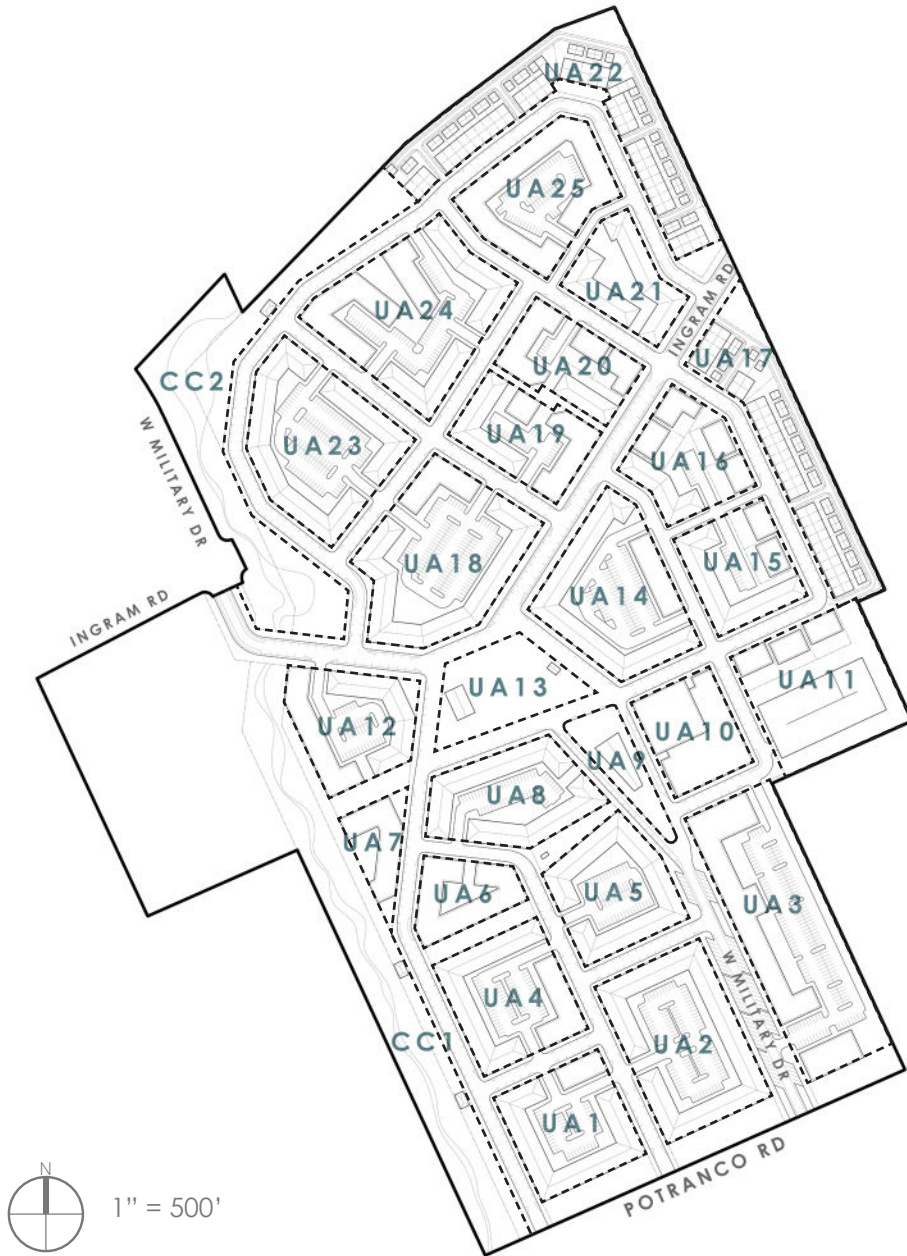 UA22
UA25
UA24
UA21
INGRAM RD
UA17
UA20
CC2
W MILITARY DR
UA23
UA19
UA16
UA18
UA15
UA14
INGRAM RD
UA13
UA11
UA12
UA10
UA9
UA8
UA7
UA6
UA5
UA3
UA4
W MILITARY DR
CC1
UA2
UA1
POTRANCO RD
N
1” = 500’